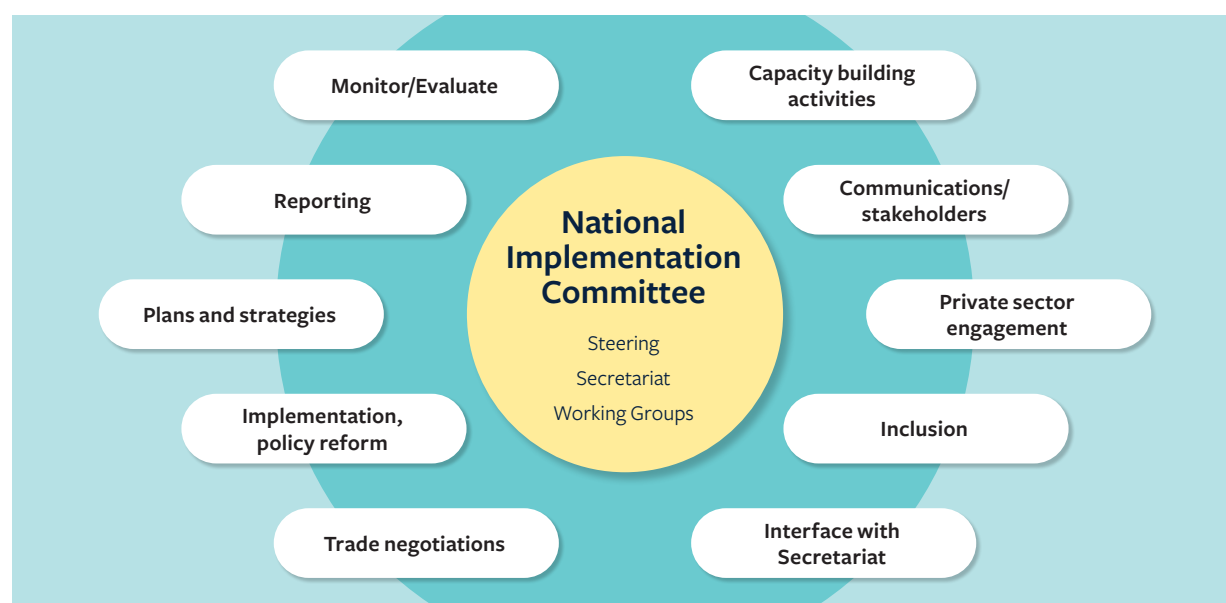 Monitor/Evaluate
Capacity building
activities
Reporting
Communications/
stakeholders
National
Implementation
Committee
Steering
Secretariat
Working Groups
Plans and strategies
Private sector
engagement
Implementation,
policy reform
Inclusion
Trade negotiations
Interface with
Secretariat